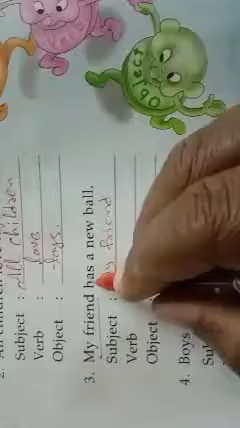 Object
2. All children
Subject : All children
Verb : love
Object : toys.
3. My friend has a new ball.
Subject : My friend
Verb :
Object
4. Boys